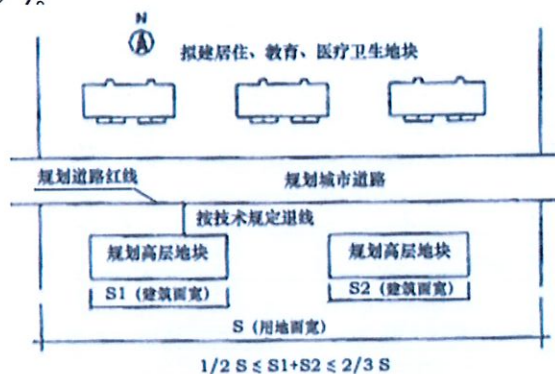 N
拟建居住、教育、医疗卫生地块
规划道路红线
规划城市道路
按技术规定退线
规划高层地块
规划高层地块
S1（建筑面宽）
S2（建筑面宽）
S（用地面宽）
1/2 S ≤ S1+S2 ≤ 2/3 S